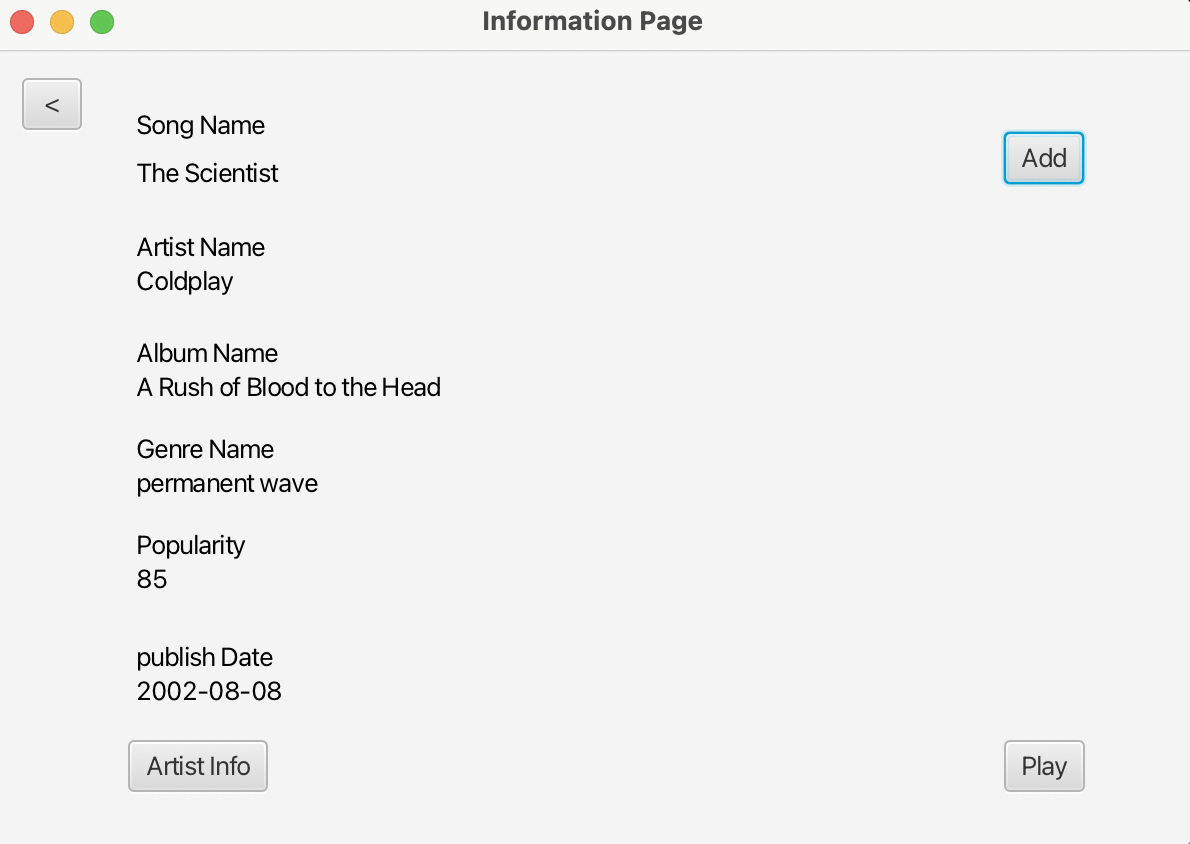 Information Page
<
Song Name
The Scientist
Add
Artist Name
Coldplay
Album Name
A Rush of Blood to the Head
Genre Name
permanent wave
Popularity
85
publish Date
2002-08-08
Artist Info
Play